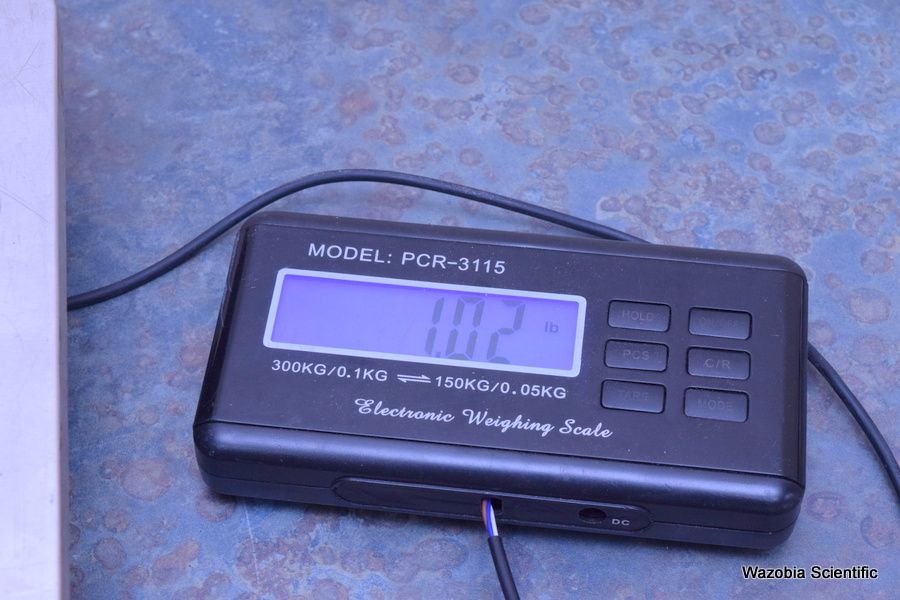 MODEL: PCR-3115
1.02 lb
300KG/0.1KG ⇌ 150KG/0.05KG
Electronic Weighing Scale
HOLD
PCS C/R
TARE MODE
DC
Wazobia Scientific